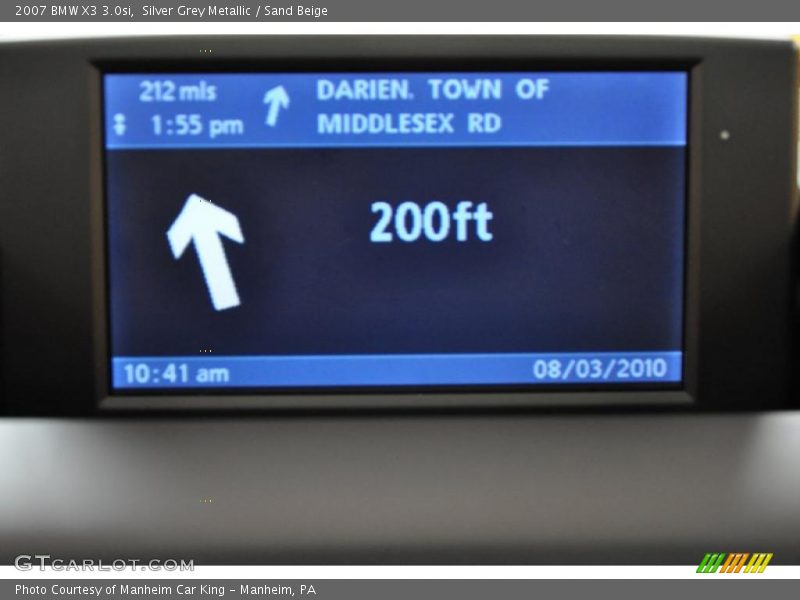 2007 BMW X3 3.0si, Silver Grey Metallic / Sand Beige
212 mls
DARIEN. TOWN OF
1:55 pm
MIDDLESEX RD
200ft
10:41 am
08/03/2010
GTCARLOT.COM
Photo Courtesy of Manheim Car King - Manheim, PA